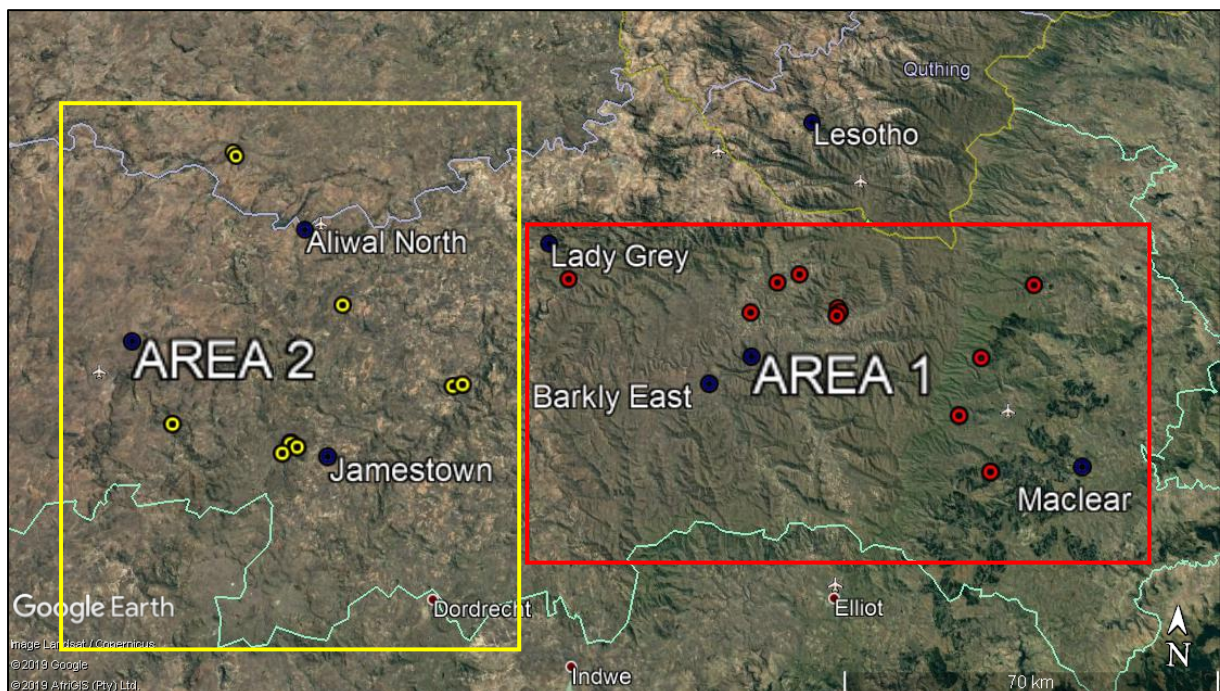 Quthing
Lesotho
Aliwal North
Lady Grey
AREA 2
AREA 1
Barkly East
Jamestown
Maclear
Google Earth
Dordrecht
Elliot
Image Landsat / Copernicus
©2019 Google
Indwe
N
©2019 AfriGIS (Pty) Ltd.
70 km